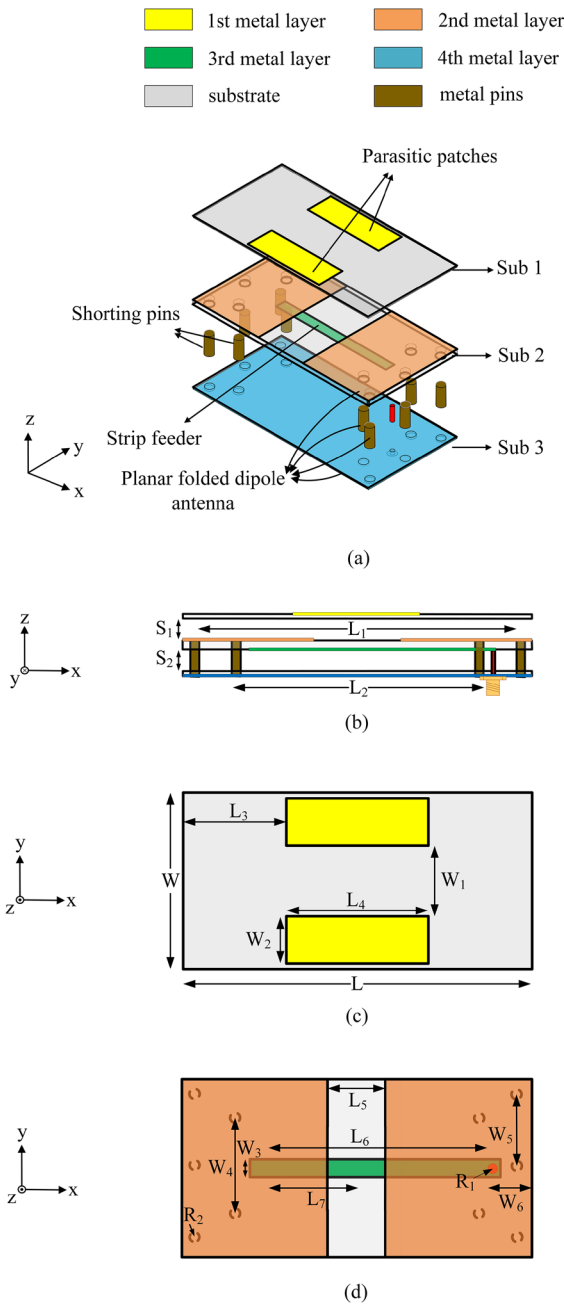 1st metal layer
2nd metal layer
3rd metal layer
4th metal layer
substrate
metal pins
Parasitic patches
Sub 1
Shorting pins
Sub 2
Strip feeder
Sub 3
Planar folded dipole
antenna
z
y
x
(a)
z
y
x
S1
L1
S2
L2
(b)
y
z
x
L3
W
W1
L4
W2
L
(c)
y
z
x
L5
L6
W5
W3
W4
R1
L7
W6
R2
(d)